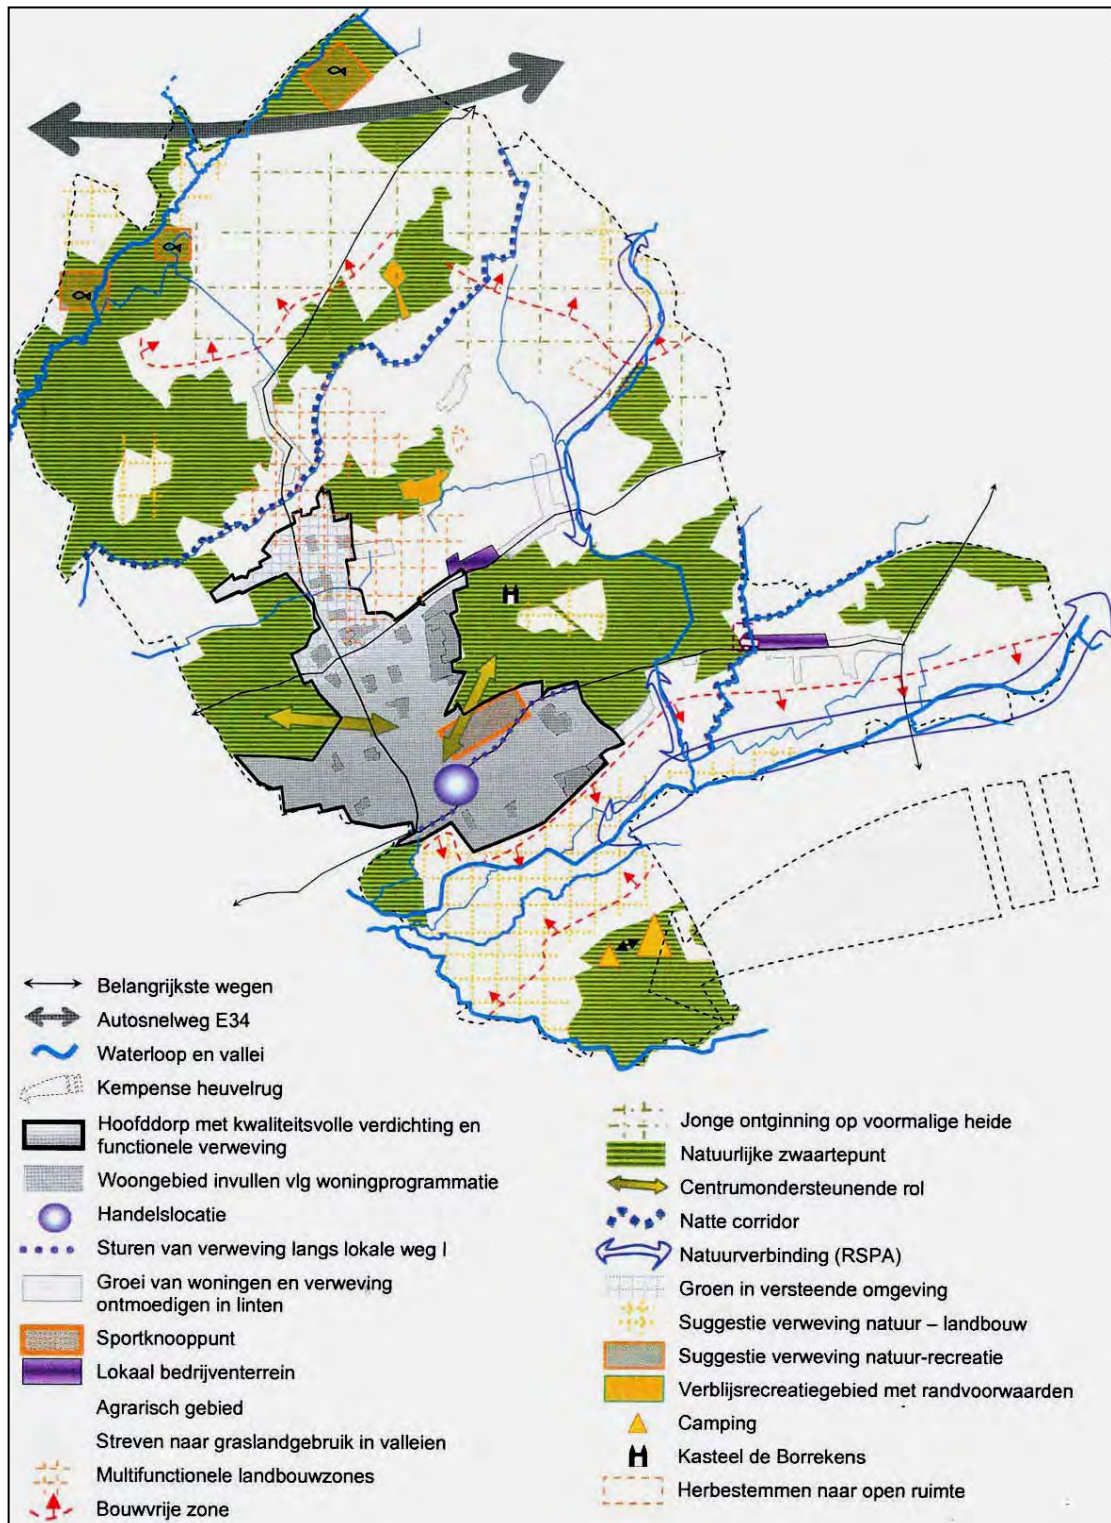 Belangrijkste wegen
Autosnelweg E34
Waterloop en vallei
Kempense heuvelrug
Hoofddorp met kwaliteitsvolle verdichting en
functionele verweving
Woongebied invullen vlg woningprogrammatie
Handelslocatie
Sturen van verweving langs lokale weg I
Groei van woningen en verweving
ontmoedigen in linten
Sportknooppunt
Lokaal bedrijventerrein
Agrarisch gebied
Streven naar graslandgebruik in valleien
Multifunctionele landbouwzones
Bouwvrije zone
Jonge ontginning op voormalige heide
Natuurlijke zwaartepunt
Centrumondersteunende rol
Natte corridor
Natuurverbinding (RSPA)
Groen in versteende omgeving
Suggestie verweving natuur – landbouw
Suggestie verweving natuur-recreatie
Verblijsrecreatiegebied met randvoorwaarden
Camping
Kasteel de Borrekens
Herbestemmen naar open ruimte